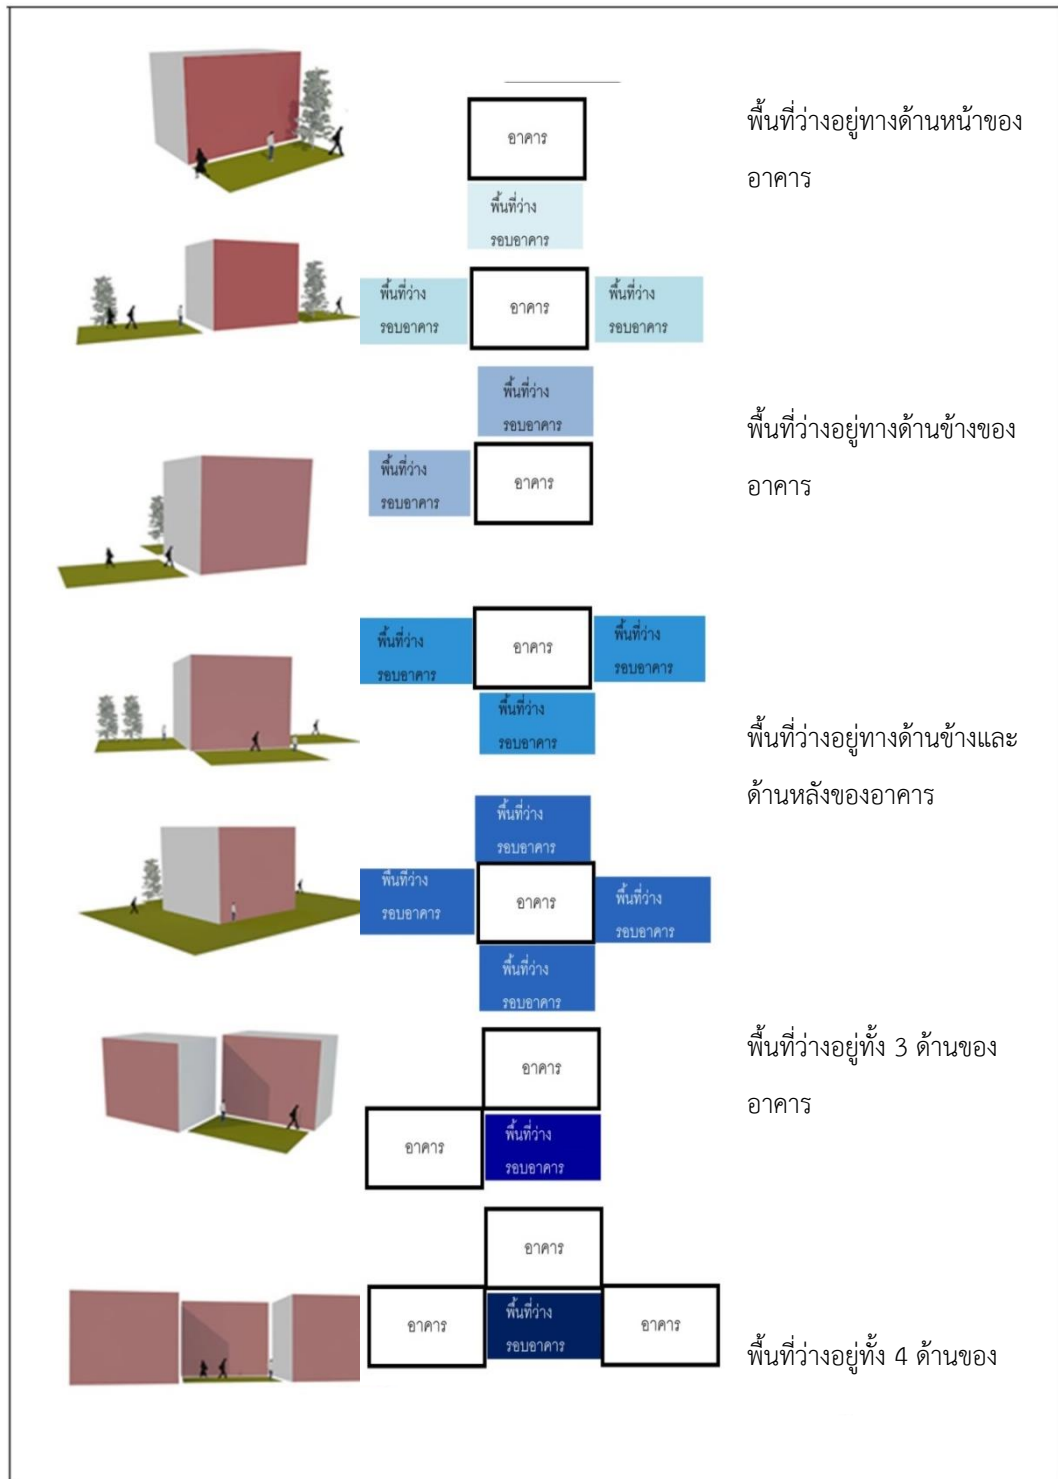 อาคาร
พื้นที่ว่างอยู่ทางด้านหน้าของ
อาคาร
พื้นที่ว่าง
รอบอาคาร
พื้นที่ว่าง
รอบอาคาร
อาคาร
พื้นที่ว่าง
รอบอาคาร
พื้นที่ว่าง
รอบอาคาร
พื้นที่ว่าง
รอบอาคาร
อาคาร
พื้นที่ว่างอยู่ทางด้านข้างของ
อาคาร
พื้นที่ว่าง
รอบอาคาร
อาคาร
พื้นที่ว่าง
รอบอาคาร
พื้นที่ว่าง
รอบอาคาร
พื้นที่ว่างอยู่ทางด้านข้างและ
ด้านหลังของอาคาร
พื้นที่ว่าง
รอบอาคาร
พื้นที่ว่าง
รอบอาคาร
อาคาร
พื้นที่ว่าง
รอบอาคาร
พื้นที่ว่าง
รอบอาคาร
อาคาร
พื้นที่ว่างอยู่ทั้ง 3 ด้านของ
อาคาร
อาคาร
พื้นที่ว่าง
รอบอาคาร
อาคาร
อาคาร
พื้นที่ว่าง
รอบอาคาร
อาคาร
พื้นที่ว่างอยู่ทั้ง 4 ด้านของ